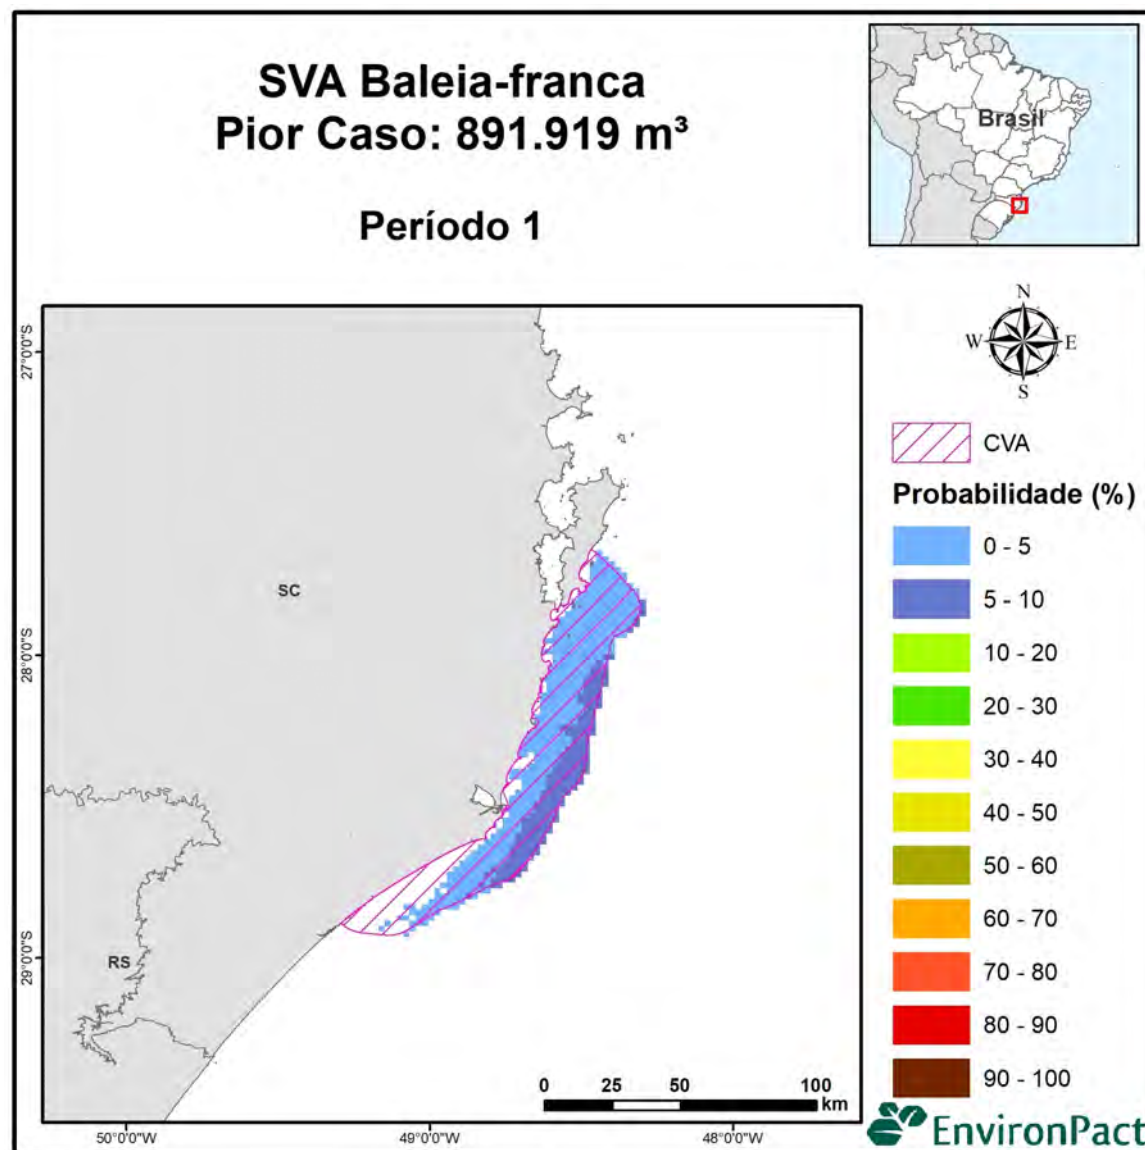 SVA Baleia-franca
Pior Caso: 891.919 m³
Período 1
Brasil
N
W E
S
CVA
Probabilidade (%)
0 - 5
5 - 10
10 - 20
20 - 30
30 - 40
40 - 50
50 - 60
60 - 70
70 - 80
80 - 90
90 - 100
27°0'0"S
28°0'0"S
29°0'0"S
SC
RS
0 25 50 100
km
50°0'0"W 49°0'0"W 48°0'0"W
EnvironPact